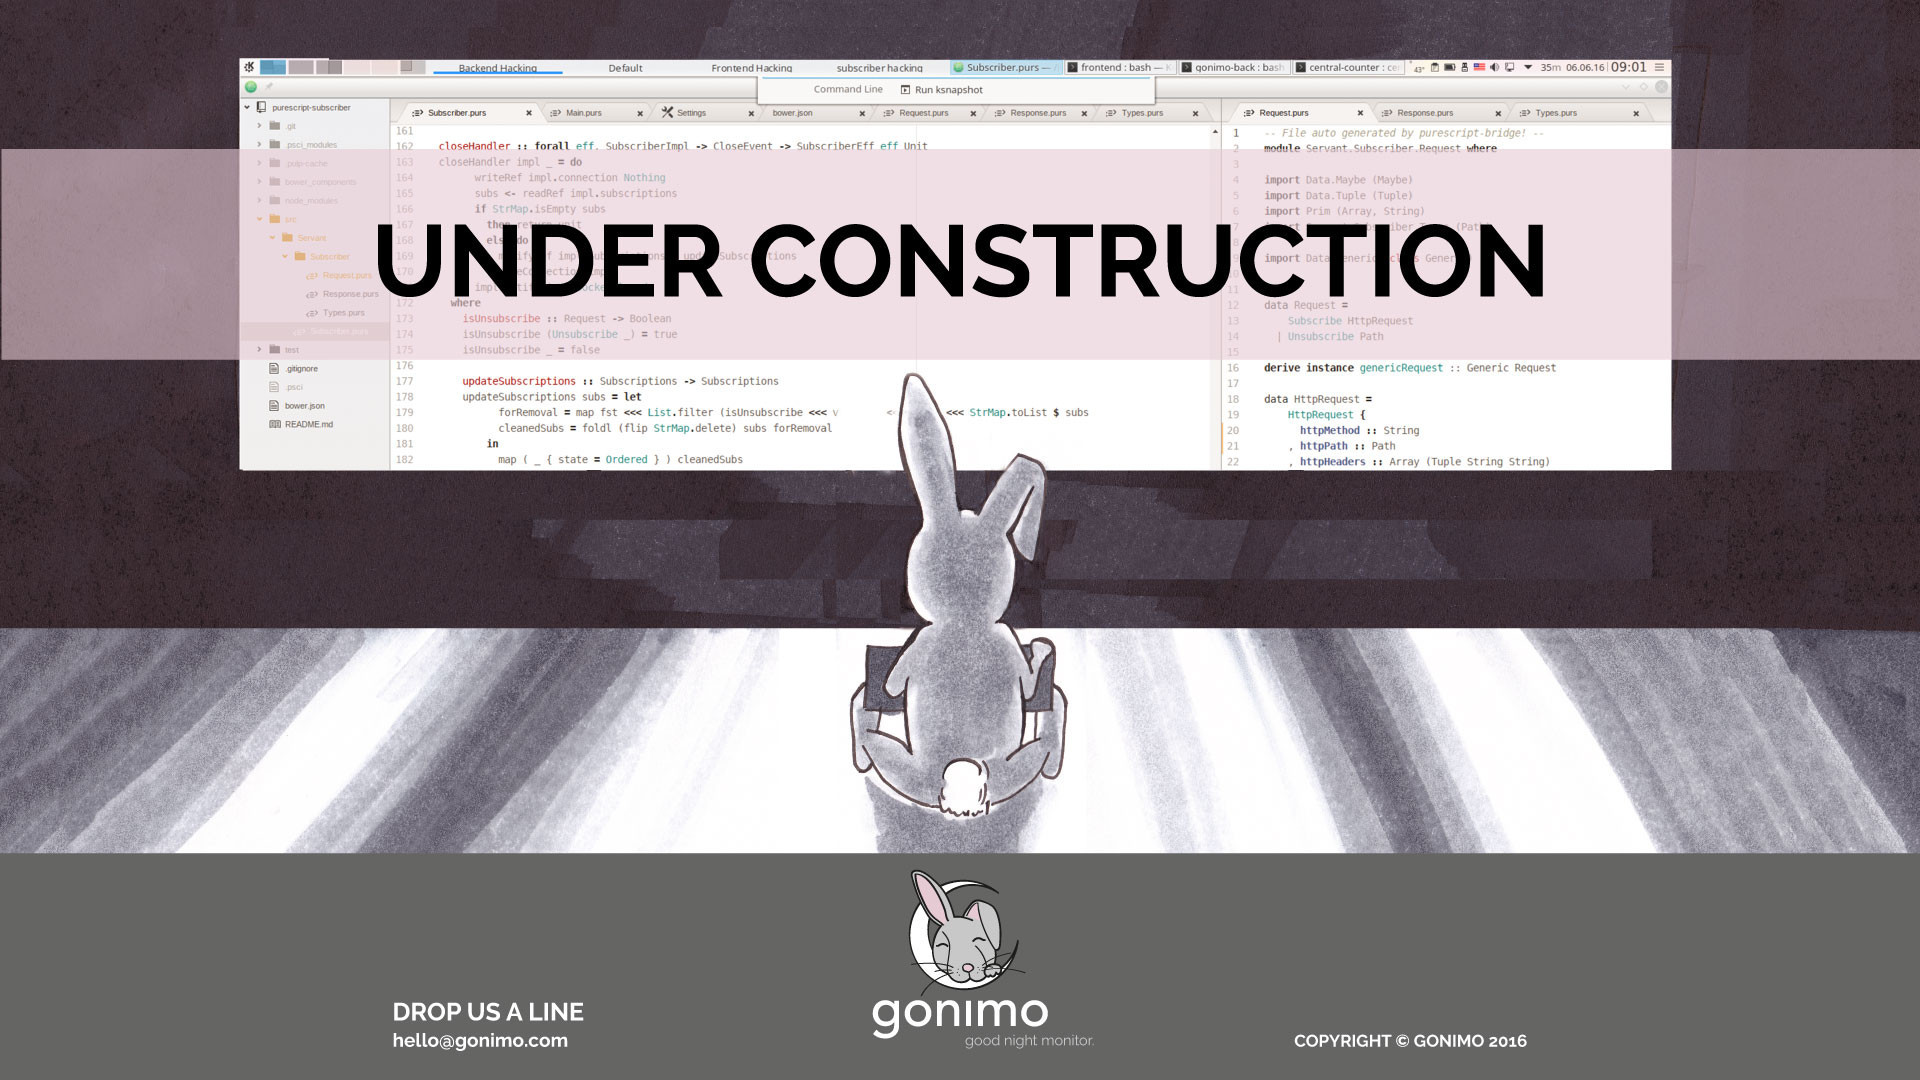 Backend Hacking Default Frontend Hacking subscriber hacking Subscriber.purs — frontend : bash — K gonimo-back : bash central-counter : ce 43° 35m 06.06.16 09:01
Command Line Run ksnapshot
purescript-subscriber
.git
.psci_modules
.pulp-cache
bower_components
node_modules
src
Servant
Subscriber
Request.purs
Response.purs
Types.purs
Subscriber.purs
test
.gitignore
.psci
bower.json
README.md
Subscriber.purs Main.purs Settings bower.json Request.purs Response.purs Types.purs
161
162 closeHandler :: forall eff. SubscriberImpl -> CloseEvent -> SubscriberEff eff Unit
163 closeHandler impl _ = do
164 writeRef impl.connection Nothing
165 subs <- readRef impl.subscriptions
166 if StrMap.isEmpty subs
167 then return unit
168 else do
169
170
172 where
173 isUnsubscribe :: Request -> Boolean
174 isUnsubscribe (Unsubscribe _) = true
175 isUnsubscribe _ = false
176
177 updateSubscriptions :: Subscriptions -> Subscriptions
178 updateSubscriptions subs = let
179 forRemoval = map fst <<< List.filter (isUnsubscribe <<< v <<< StrMap.toList $ subs
180 cleanedSubs = foldl (flip StrMap.delete) subs forRemoval
181 in
182 map ( _ { state = Ordered } ) cleanedSubs
Request.purs Response.purs Types.purs
1 -- File auto generated by purescript-bridge! --
2 module Servant.Subscriber.Request where
3
4 import Data.Maybe (Maybe)
5 import Data.Tuple (Tuple)
6 import Prim (Array, String)
7
import Data
11
12 data Request =
13 Subscribe HttpRequest
14 | Unsubscribe Path
15
16 derive instance genericRequest :: Generic Request
17
18 data HttpRequest =
19 HttpRequest {
20 httpMethod :: String
21 , httpPath :: Path
22 , httpHeaders :: Array (Tuple String String)
UNDER CONSTRUCTION
gonimo
good night monitor.
DROP US A LINE
hello@gonimo.com
COPYRIGHT © GONIMO 2016